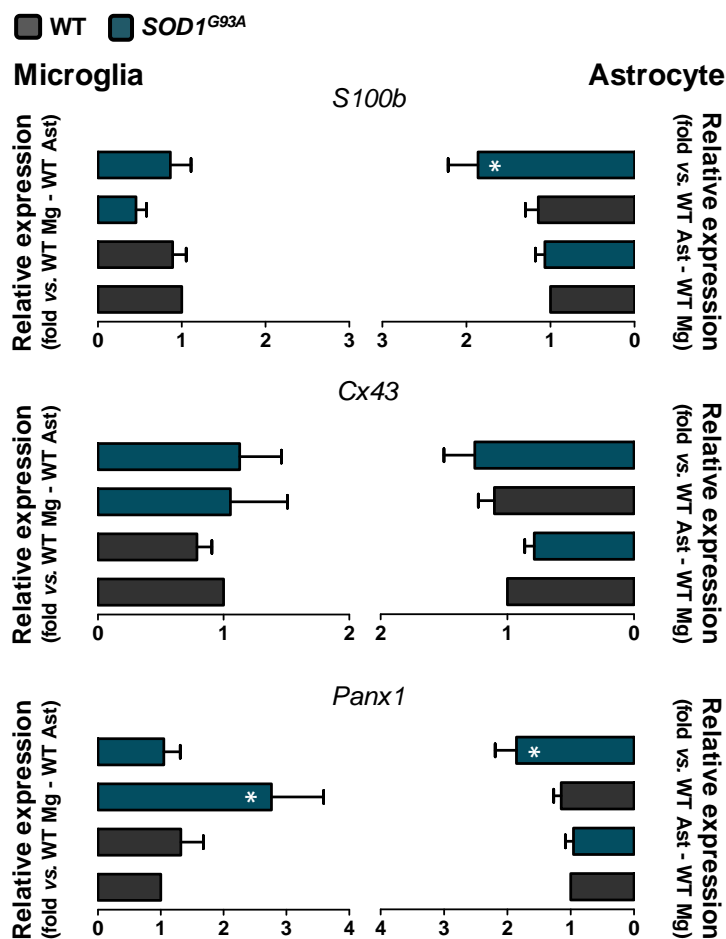 WT SOD1G93A
Microglia Astrocyte
S100b
Relative expression
(fold vs. WT Mg - WT Ast)
Relative expression
(fold vs. WT Ast - WT Mg)
*
0 1 2 3
3 2 1 0
Cx43
Relative expression
(fold vs. WT Mg - WT Ast)
Relative expression
(fold vs. WT Ast - WT Mg)
0 1 2
2 1 0
Panx1
Relative expression
(fold vs. WT Mg - WT Ast)
Relative expression
(fold vs. WT Ast - WT Mg)
*
*
0 1 2 3 4
4 3 2 1 0